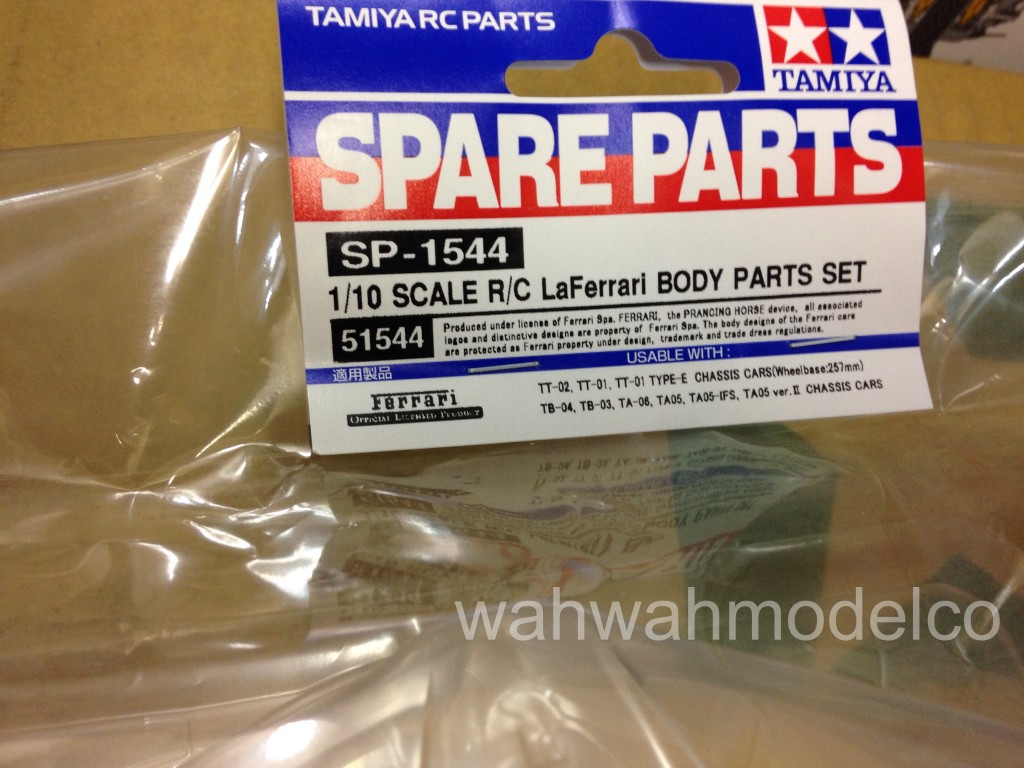 TAMIYA RC PARTS
TAMIYA
SPARE PARTS
SP-1544
1/10 SCALE R/C LaFerrari BODY PARTS SET
51544
Produced under license of Ferrari Spa. FERRARI, the PRANCING HORSE device, all associated
logos and distinctive designs are property of Ferrari Spa. The body designs of the Ferrari cars
are protected as Ferrari property under design, trademark and trade dress regulations.
適用製品
USABLE WITH :
Ferrari
OFFICIAL LICENSED PRODUCT
TT-02, TT-01, TT-01 TYPE-E CHASSIS CARS(Wheelbase:257mm)
TB-04, TB-03, TA-06, TA05, TA05-IFS, TA05 ver.II CHASSIS CARS
wahwahmodelco